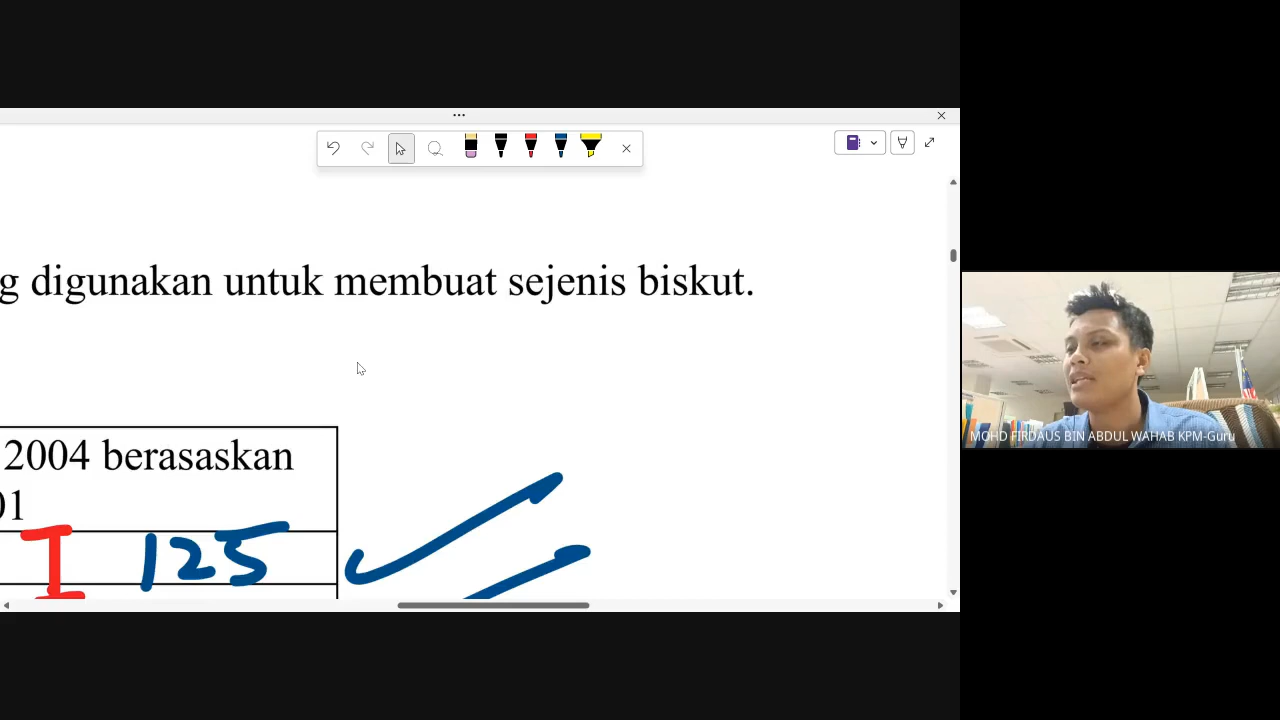 g digunakan untuk membuat sejenis biskut.
2004 berasaskan
01
I 125
MOHD FIRDAUS BIN ABDUL WAHAB KPM-Guru